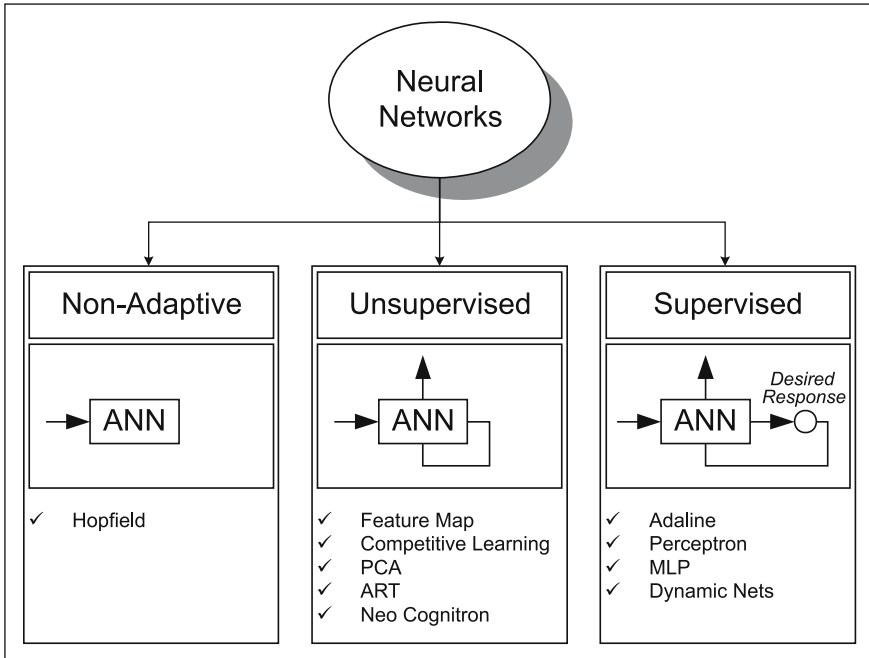 Neural
Networks
Non-Adaptive
ANN
✓ Hopfield
Unsupervised
ANN
✓ Feature Map
✓ Competitive Learning
✓ PCA
✓ ART
✓ Neo Cognitron
Supervised
Desired
Response
ANN
✓ Adaline
✓ Perceptron
✓ MLP
✓ Dynamic Nets